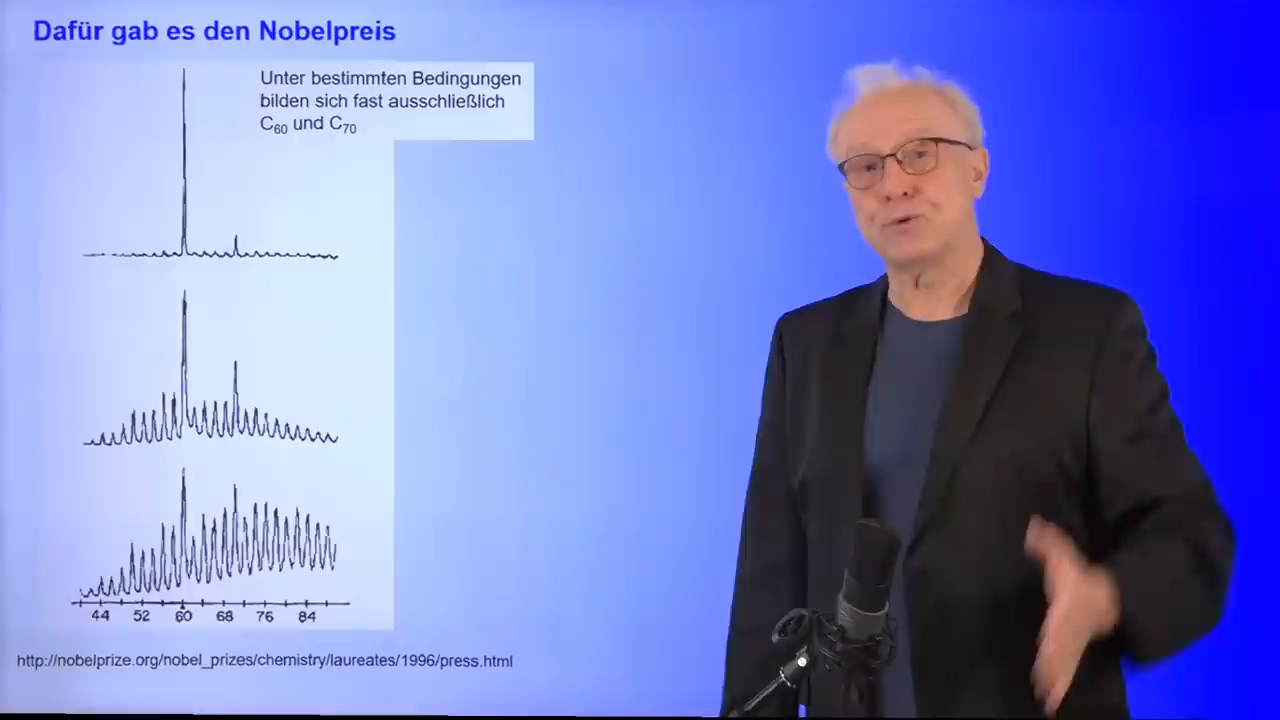 Dafür gab es den Nobelpreis
Unter bestimmten Bedingungen
bilden sich fast ausschließlich
C₆₀ und C₇₀
44 52 60 68 76 84
http://nobelprize.org/nobel_prizes/chemistry/laureates/1996/press.html